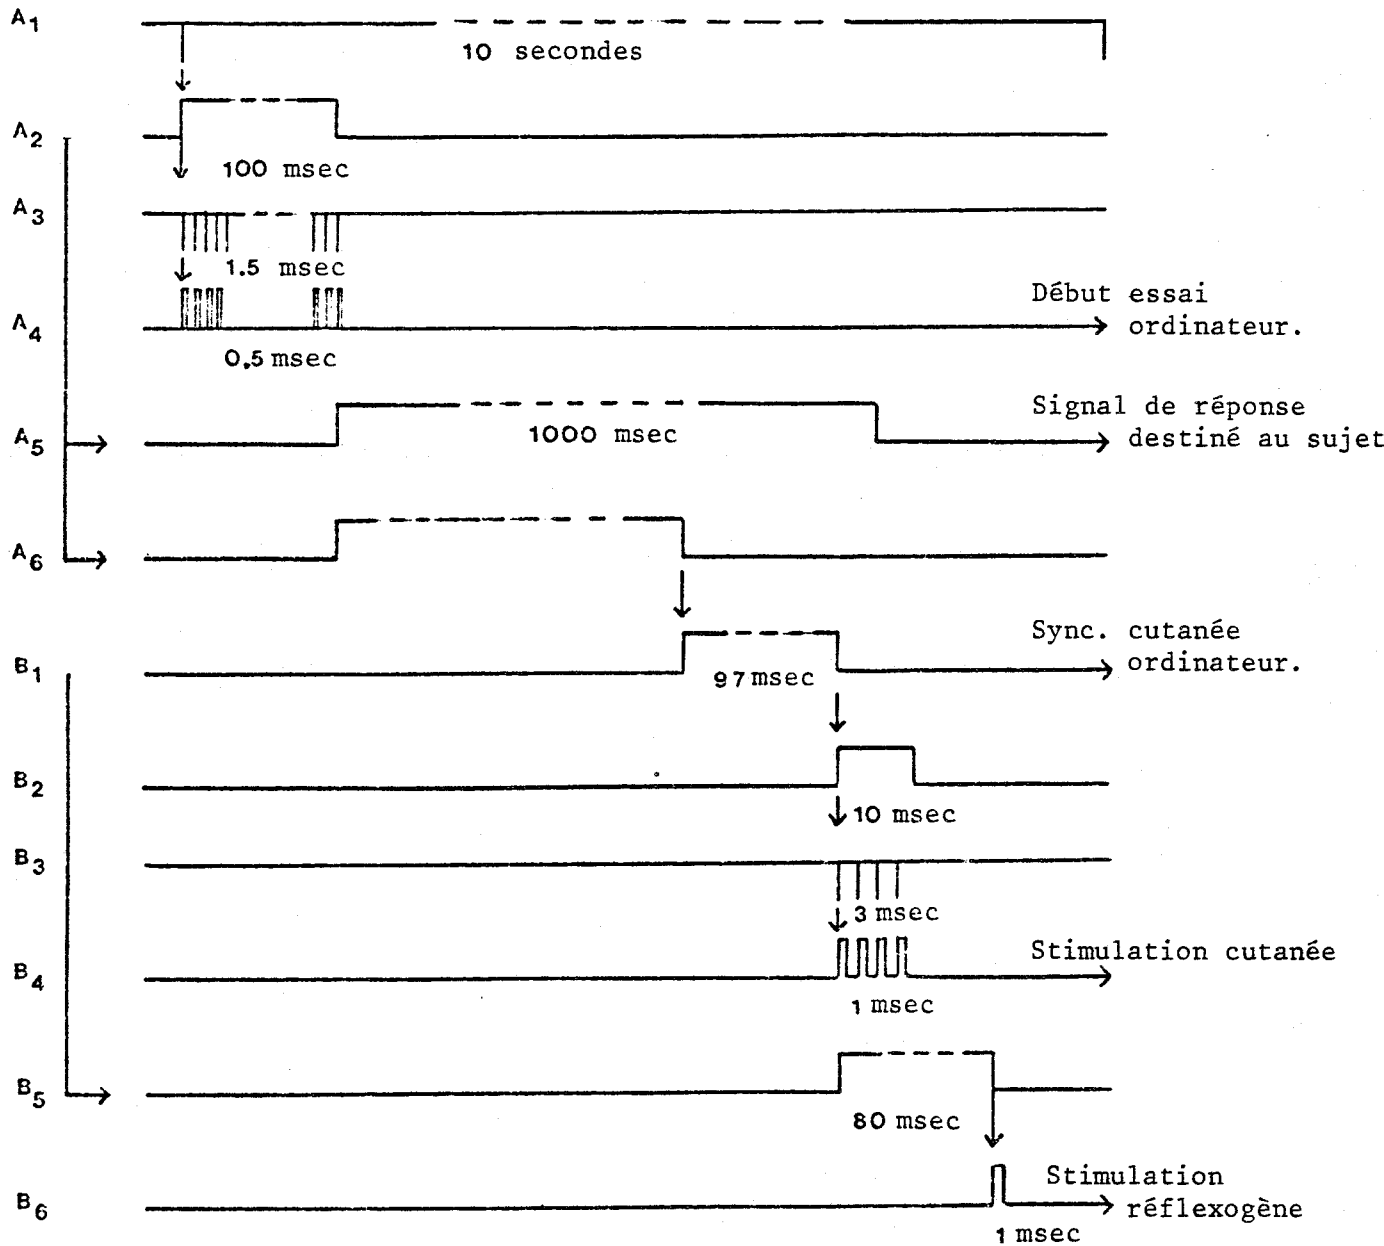 A1
10 secondes
A2
100 msec
A3
1.5 msec
A4
0,5 msec
Début essai
ordinateur.
A5
1000 msec
Signal de réponse
destiné au sujet
A6
B1
97 msec
Sync. cutanée
ordinateur.
B2
10 msec
B3
3 msec
B4
1 msec
Stimulation cutanée
B5
80 msec
B6
Stimulation
réflexogène
1 msec